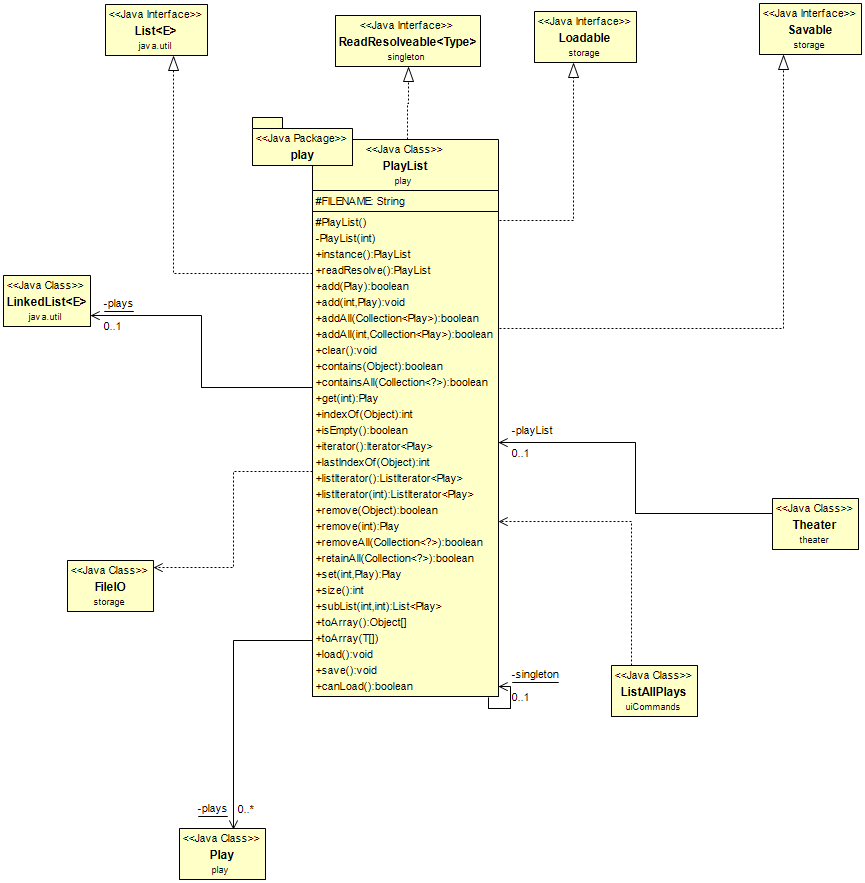 <<Java Interface>>
List<E>
java.util
<<Java Interface>>
ReadResolveable<Type>
singleton
<<Java Interface>>
Loadable
storage
<<Java Interface>>
Savable
storage
<<Java Package>>
play
<<Java Class>>
PlayList
play
#FILENAME: String
#PlayList()
-PlayList(int)
+instance():PlayList
+readResolve():PlayList
+add(Play):boolean
+add(int,Play):void
+addAll(Collection<Play>):boolean
+addAll(int,Collection<Play>):boolean
+clear():void
+contains(Object):boolean
+containsAll(Collection<?>):boolean
+get(int):Play
+indexOf(Object):int
+isEmpty():boolean
+iterator():Iterator<Play>
+lastIndexOf(Object):int
+listIterator():ListIterator<Play>
+listIterator(int):ListIterator<Play>
+remove(Object):boolean
+remove(int):Play
+removeAll(Collection<?>):boolean
+retainAll(Collection<?>):boolean
+set(int,Play):Play
+size():int
+subList(int,int):List<Play>
+toArray():Object[]
+toArray(T[])
+load():void
+save():void
+canLoad():boolean
<<Java Class>>
LinkedList<E>
java.util
-plays
0..1
-playList
0..1
<<Java Class>>
Theater
theater
<<Java Class>>
FileIO
storage
-singleton
0..1
<<Java Class>>
ListAllPlays
uiCommands
-plays
0..*
<<Java Class>>
Play
play